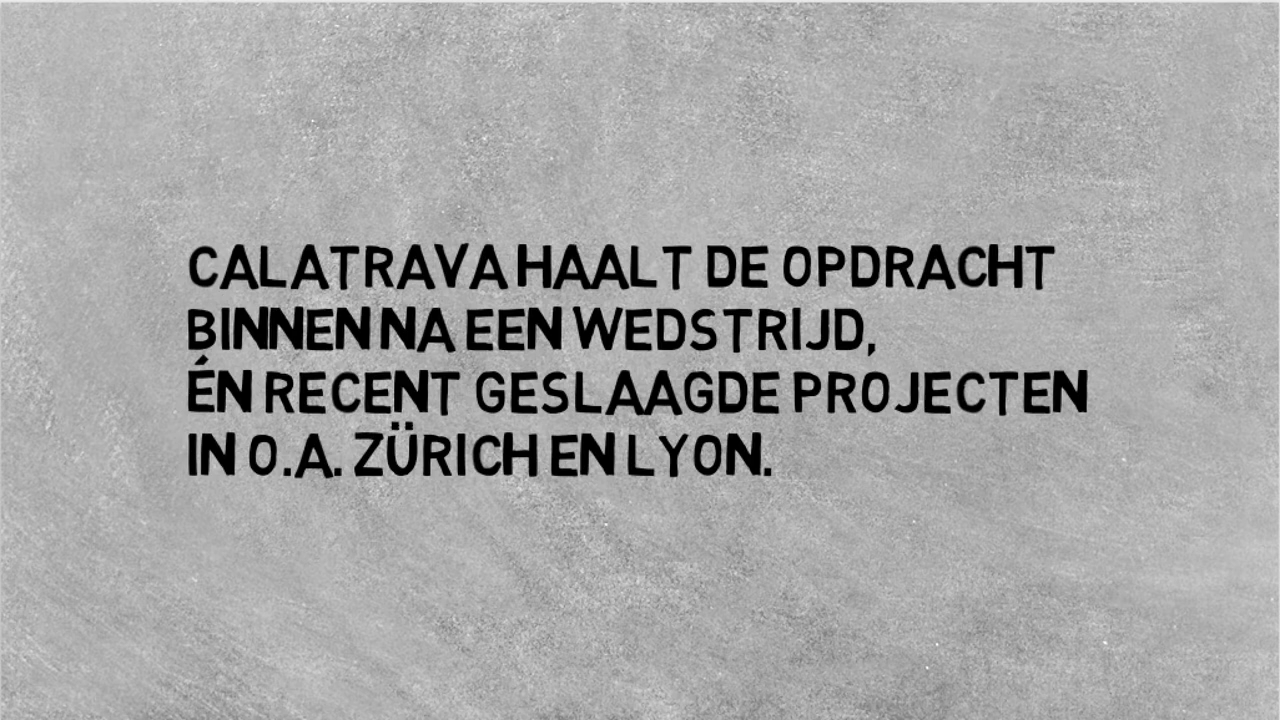 CALATRAVA HAALT DE OPDRACHT
BINNEN NA EEN WEDSTRIJD,
ÉN RECENT GESLAAGDE PROJECTEN
IN O.A. ZÜRICH EN LYON.